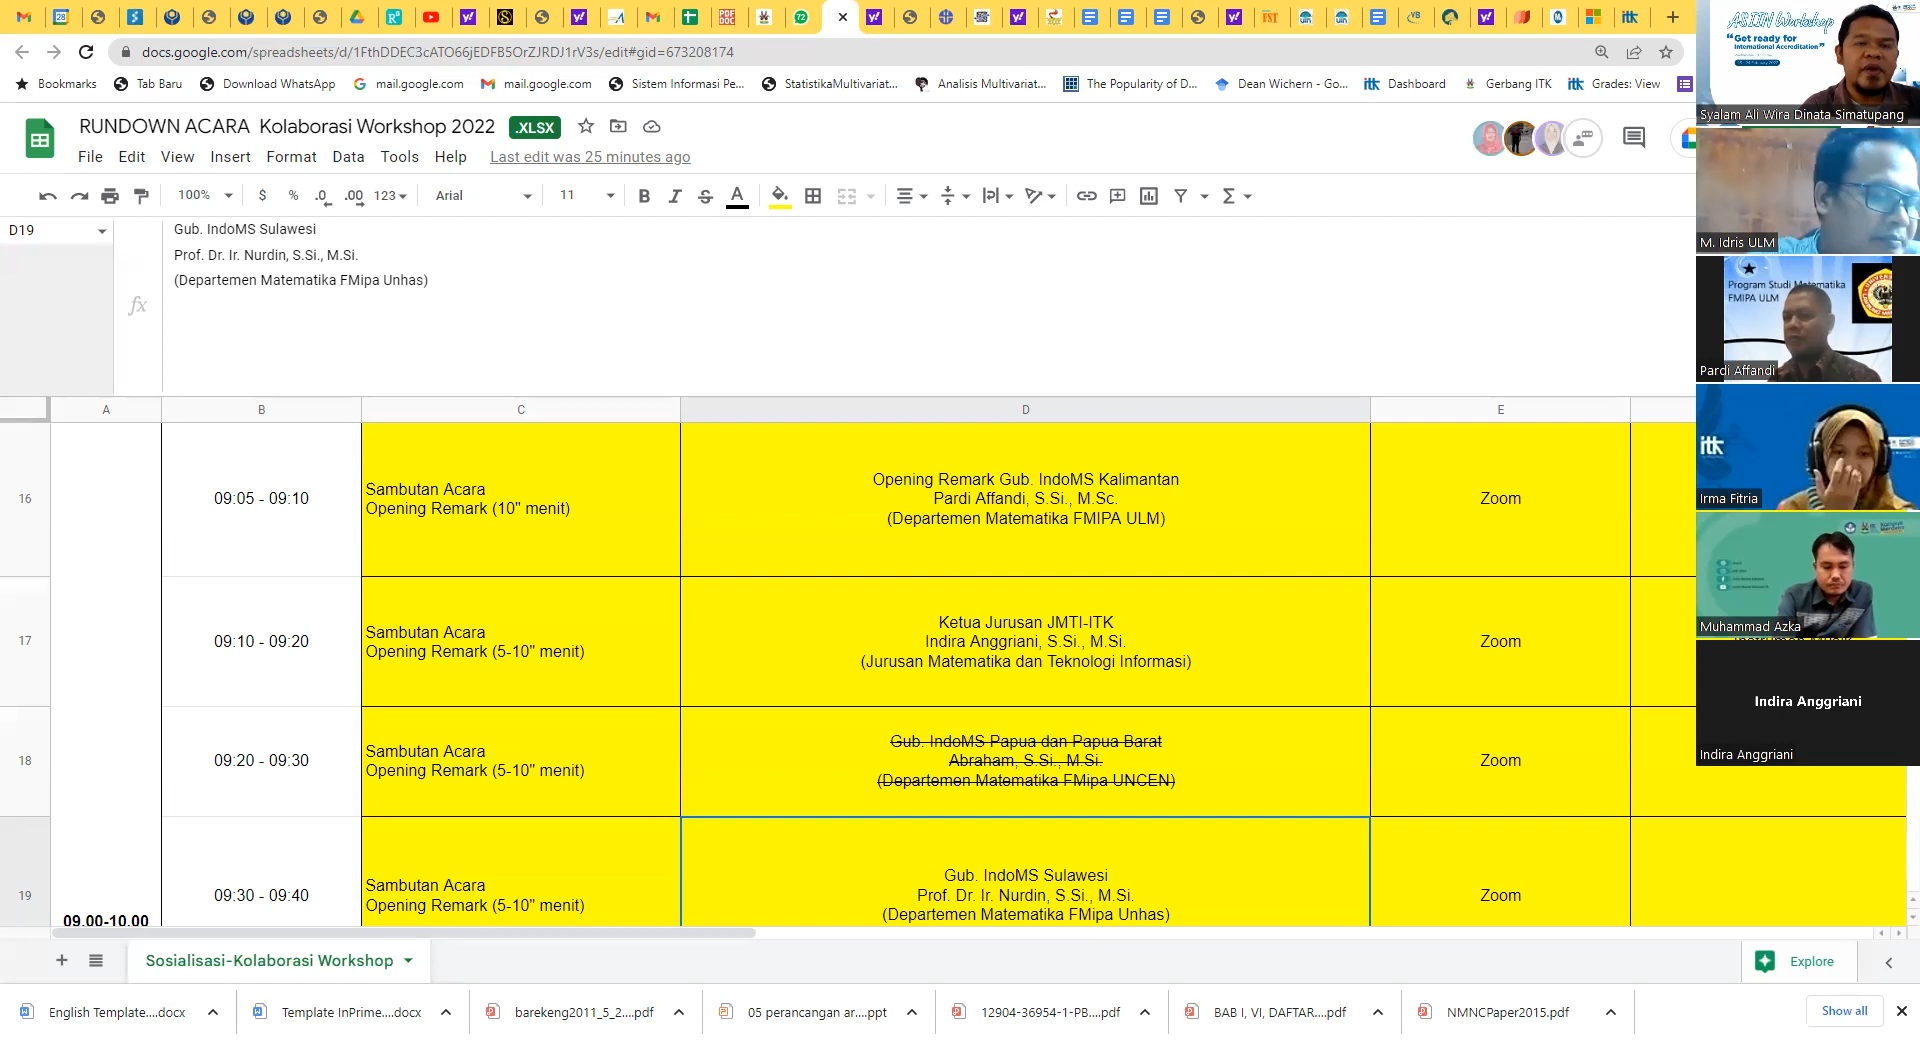 docs.google.com/spreadsheets/d/1FthDDEC3cATO66jEDFB5OrZJRDJ1rV3s/edit#gid=673208174
Bookmarks
Tab Baru
Download WhatsApp
mail.google.com
mail.google.com
Sistem Informasi Pe...
StatistikaMultivariat...
Analisis Multivariat...
The Popularity of D...
Dean Wichern - Go...
Dashboard
Gerbang ITK
Grades: View
RUNDOWN ACARA Kolaborasi Workshop 2022
.XLSX
File Edit View Insert Format Data Tools Help
Last edit was 25 minutes ago
100% $ % .0 .00 123 Arial 11
D19
Gub. IndoMS Sulawesi
Prof. Dr. Ir. Nurdin, S.Si., M.Si.
(Departemen Matematika FMipa Unhas)
A B C D E
16
09:05 - 09:10
Sambutan Acara
Opening Remark (10" menit)
Opening Remark Gub. IndoMS Kalimantan
Pardi Affandi, S.Si., M.Sc.
(Departemen Matematika FMIPA ULM)
Zoom
17
09:10 - 09:20
Sambutan Acara
Opening Remark (5-10" menit)
Ketua Jurusan JMTI-ITK
Indira Anggriani, S.Si., M.Si.
(Jurusan Matematika dan Teknologi Informasi)
Zoom
18
09:20 - 09:30
Sambutan Acara
Opening Remark (5-10" menit)
Gub. IndoMS Papua dan Papua Barat
Abraham, S.Si., M.Si.
(Departemen Matematika FMipa UNCEN)
Zoom
19
09:30 - 09:40
Sambutan Acara
Opening Remark (5-10" menit)
Gub. IndoMS Sulawesi
Prof. Dr. Ir. Nurdin, S.Si., M.Si.
(Departemen Matematika FMipa Unhas)
Zoom
09.00-10.00
Sosialisasi-Kolaborasi Workshop
Explore
English Template....docx
Template InPrime....docx
barekeng2011_5_2....pdf
05 perancangan ar....ppt
12904-36954-1-PB....pdf
BAB I, VI, DAFTAR....pdf
NMNCPaper2015.pdf
Show all
ASIIN Workshop
"Get ready for
International Accreditation"
Syalam Ali Wira Dinata Simatupang
M. Idris ULM
Program Studi Matematika
FMIPA ULM
Pardi Affandi
itk
Irma Fitria
Muhammad Azka
Indira Anggriani
Indira Anggriani